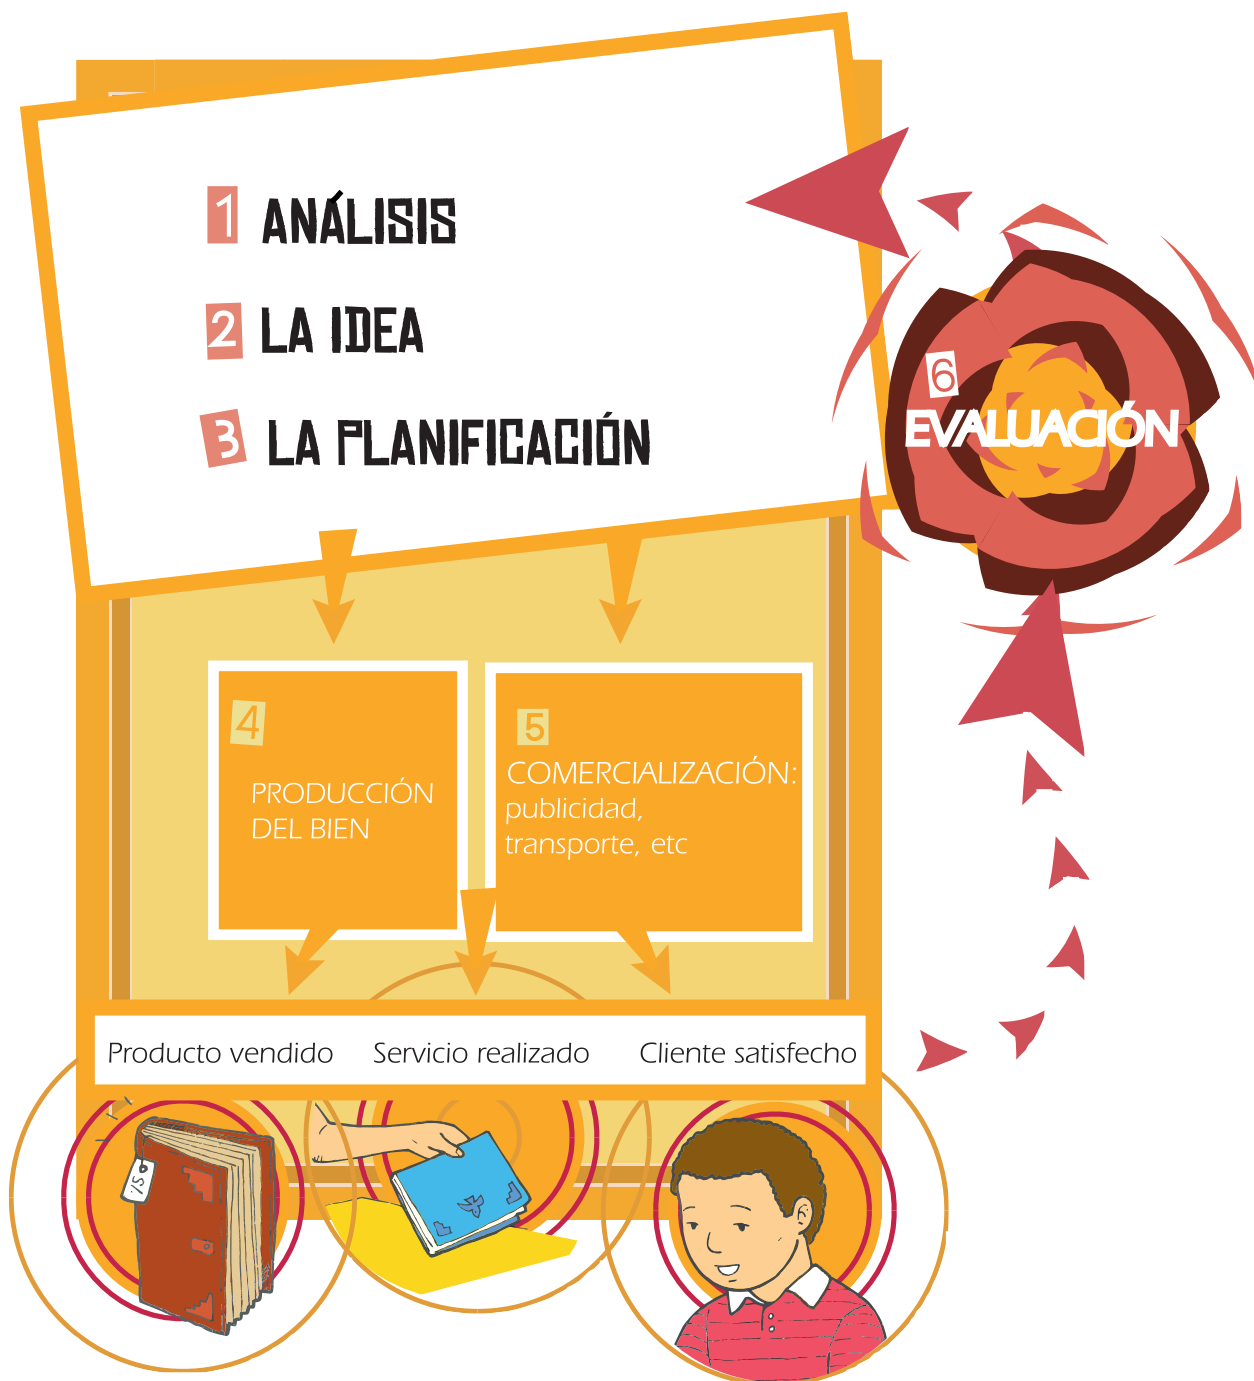 1 ANÁLISIS
2 LA IDEA
3 LA PLANIFICACIÓN
6
EVALUACIÓN
4
PRODUCCIÓN
DEL BIEN
5
COMERCIALIZACIÓN:
publicidad,
transporte, etc
Producto vendido
Servicio realizado
Cliente satisfecho
S/.